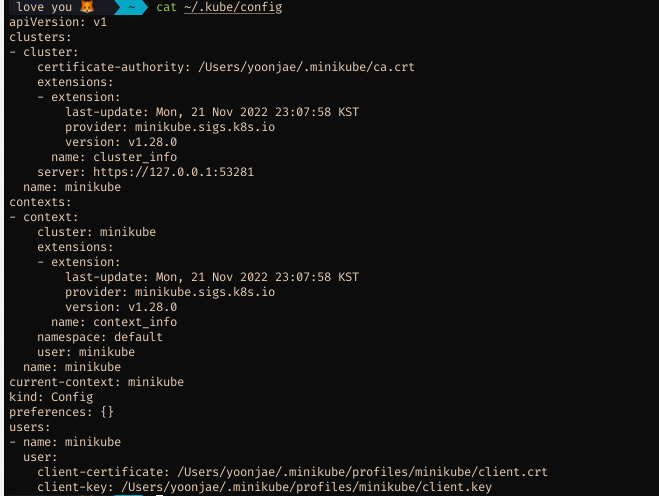 love you 🦊 ~ cat ~/.kube/config
apiVersion: v1
clusters:
- cluster:
    certificate-authority: /Users/yoonjae/.minikube/ca.crt
    extensions:
    - extension:
        last-update: Mon, 21 Nov 2022 23:07:58 KST
        provider: minikube.sigs.k8s.io
        version: v1.28.0
      name: cluster_info
    server: https://127.0.0.1:53281
  name: minikube
contexts:
- context:
    cluster: minikube
    extensions:
    - extension:
        last-update: Mon, 21 Nov 2022 23:07:58 KST
        provider: minikube.sigs.k8s.io
        version: v1.28.0
      name: context_info
    namespace: default
    user: minikube
  name: minikube
current-context: minikube
kind: Config
preferences: {}
users:
- name: minikube
  user:
    client-certificate: /Users/yoonjae/.minikube/profiles/minikube/client.crt
    client-key: /Users/yoonjae/.minikube/profiles/minikube/client.key